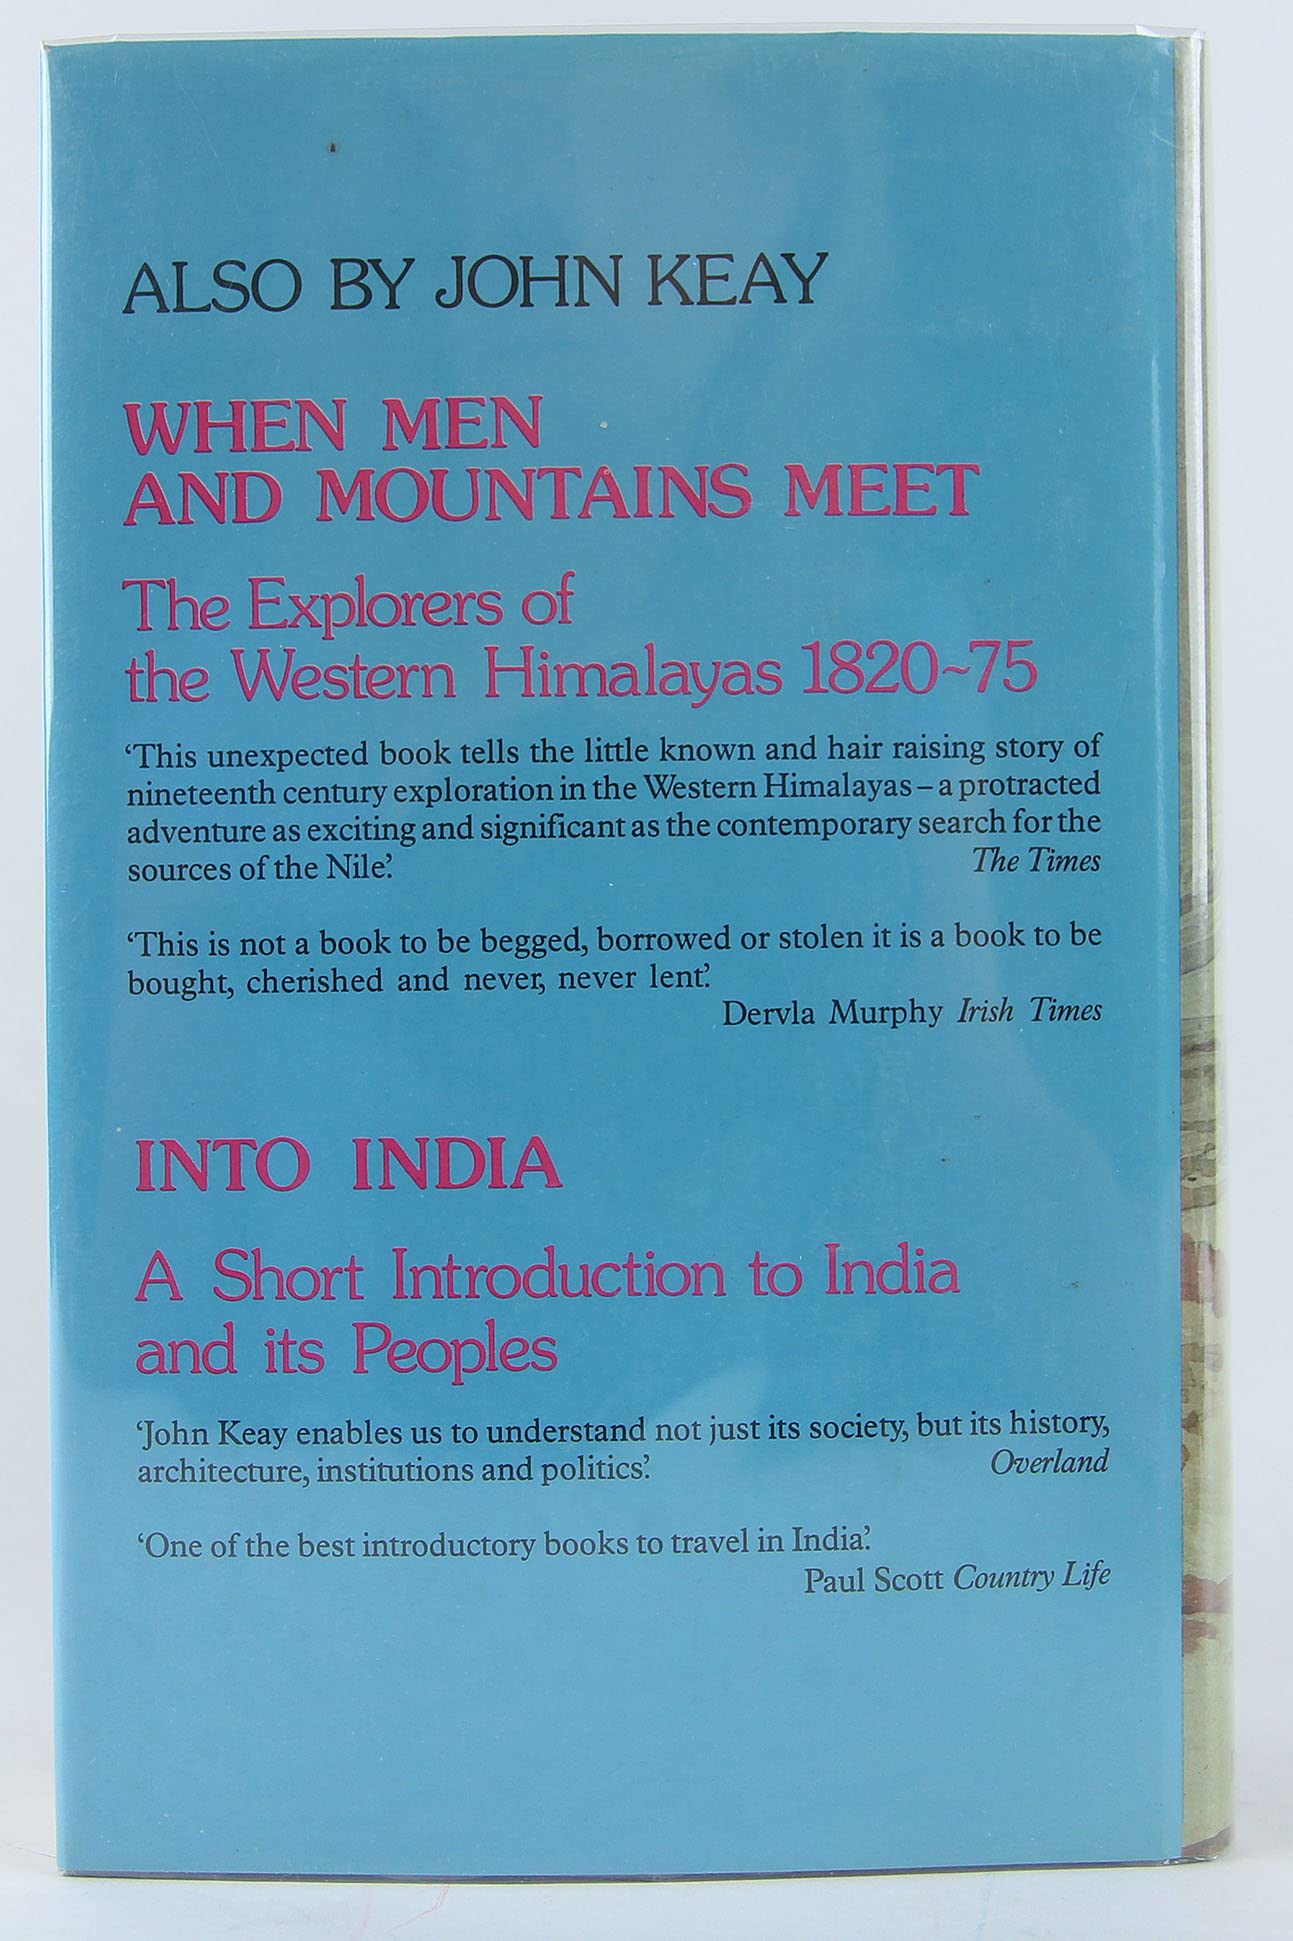 ALSO BY JOHN KEAY
WHEN MEN
AND MOUNTAINS MEET
The Explorers of
the Western Himalayas 1820~75
‘This unexpected book tells the little known and hair raising story of
nineteenth century exploration in the Western Himalayas – a protracted
adventure as exciting and significant as the contemporary search for the
sources of the Nile.’ The Times
‘This is not a book to be begged, borrowed or stolen it is a book to be
bought, cherished and never, never lent.’
Dervla Murphy Irish Times
INTO INDIA
A Short Introduction to India
and its Peoples
‘John Keay enables us to understand not just its society, but its history,
architecture, institutions and politics.’ Overland
‘One of the best introductory books to travel in India.’
Paul Scott Country Life